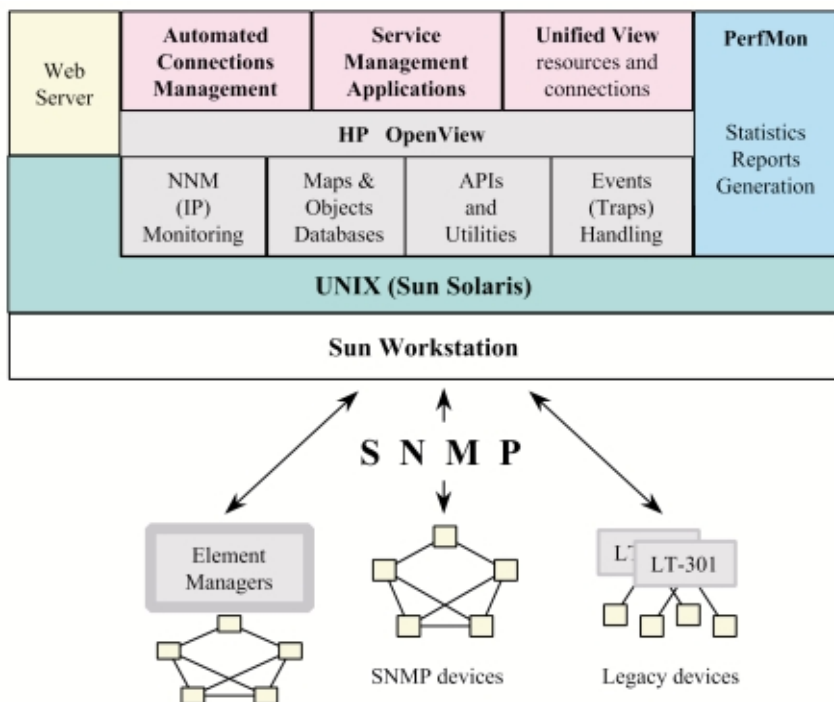 Web
Server
Automated
Connections
Management
Service
Management
Applications
Unified View
resources and
connections
PerfMon
Statistics
Reports
Generation
HP OpenView
NNM
(IP)
Monitoring
Maps &
Objects
Databases
APIs
and
Utilities
Events
(Traps)
Handling
UNIX (Sun Solaris)
Sun Workstation
S N M P
Element
Managers
SNMP devices
LT
LT-301
Legacy devices